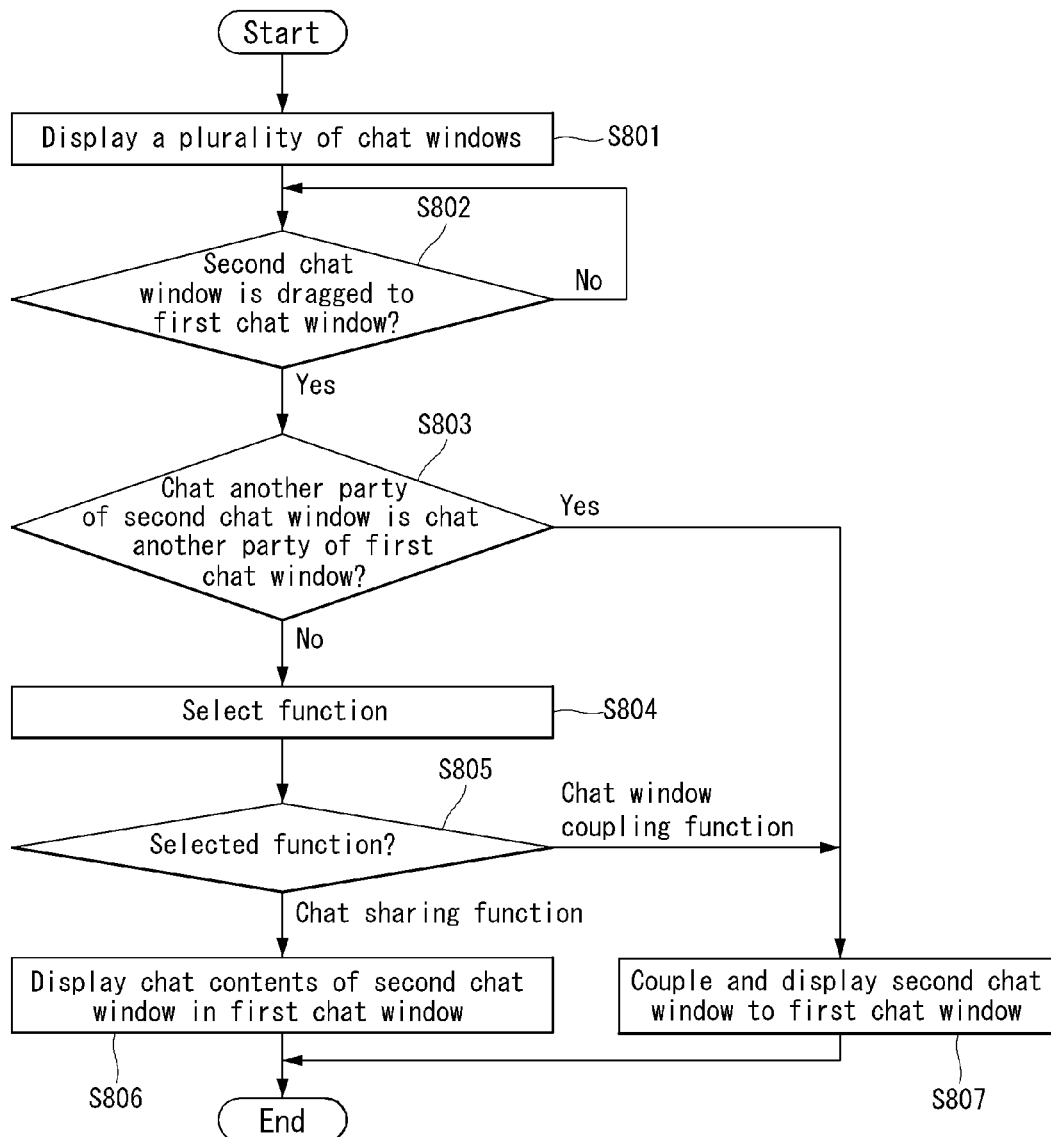 Start
Display a plurality of chat windows
S801
S802
Second chat
window is dragged to
first chat window?
No
Yes
S803
Chat another party
of second chat window is chat
another party of first
chat window?
Yes
No
Select function
S804
S805
Selected function?
Chat window
coupling function
Chat sharing function
Display chat contents of second chat
window in first chat window
S806
Couple and display second chat
window to first chat window
S807
End